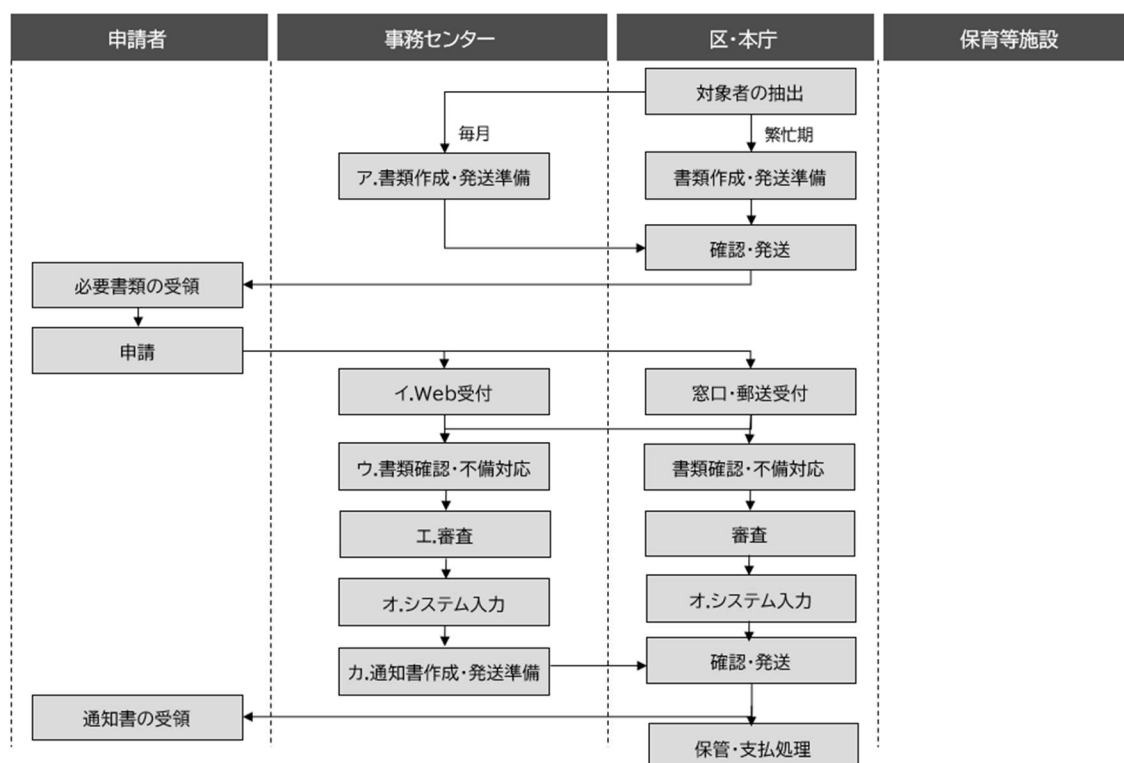 申請者
事務センター
区・本庁
保育等施設
対象者の抽出
毎月
繁忙期
ア.書類作成・発送準備
書類作成・発送準備
確認・発送
必要書類の受領
申請
イ.Web受付
窓口・郵送受付
ウ.書類確認・不備対応
書類確認・不備対応
エ.審査
審査
オ.システム入力
オ.システム入力
カ.通知書作成・発送準備
確認・発送
通知書の受領
保管・支払処理